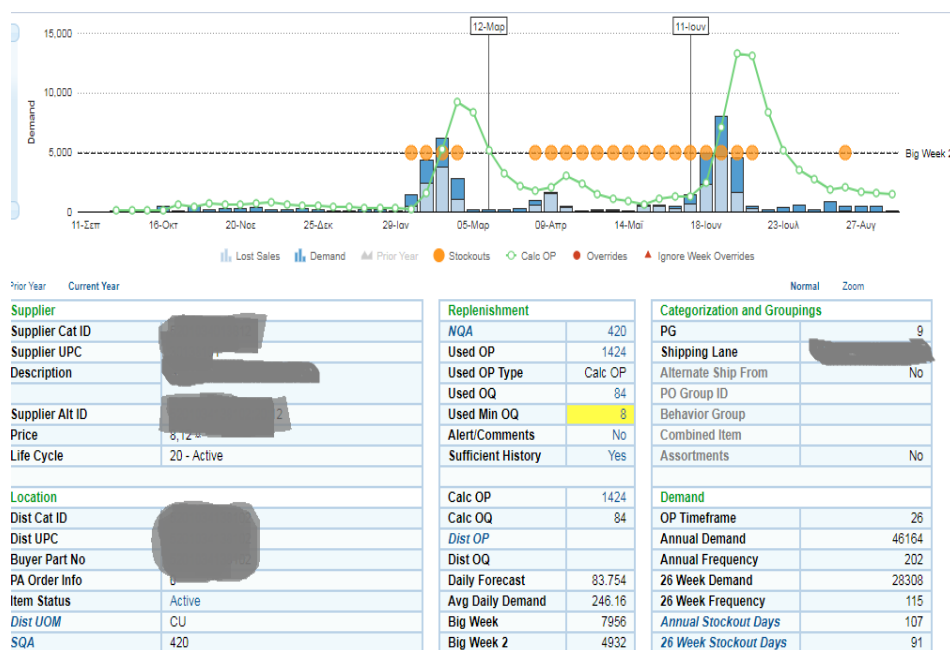 12-Μαρ 11-Ιουν
15,000
10,000
5,000
0
Demand
Big Week 2
11-Σεπ 16-Οκτ 20-Νοε 25-Δεκ 29-Ιαν 05-Μαρ 09-Απρ 14-Μαϊ 18-Ιουν 23-Ιουλ 27-Αυγ
Lost Sales Demand Prior Year Stockouts Calc OP Overrides Ignore Week Overrides
Prior Year Current Year Normal Zoom
Supplier Replenishment Categorization and Groupings
Supplier Cat ID NQA 420 PG 9
Supplier UPC Used OP 1424 Shipping Lane
Description Used OP Type Calc OP Alternate Ship From No
Used OQ 84 PO Group ID
Supplier Alt ID 2 Used Min OQ 8 Behavior Group
Price 8,12 Alert/Comments No Combined Item
Life Cycle 20 - Active Sufficient History Yes Assortments No
Location Calc OP 1424 Demand
Dist Cat ID Calc OQ 84 OP Timeframe 26
Dist UPC Dist OP Annual Demand 46164
Buyer Part No Dist OQ Annual Frequency 202
PA Order Info Daily Forecast 83.754 26 Week Demand 28308
Item Status Active Avg Daily Demand 246.16 26 Week Frequency 115
Dist UOM CU Big Week 7956 Annual Stockout Days 107
SQA 420 Big Week 2 4932 26 Week Stockout Days 91